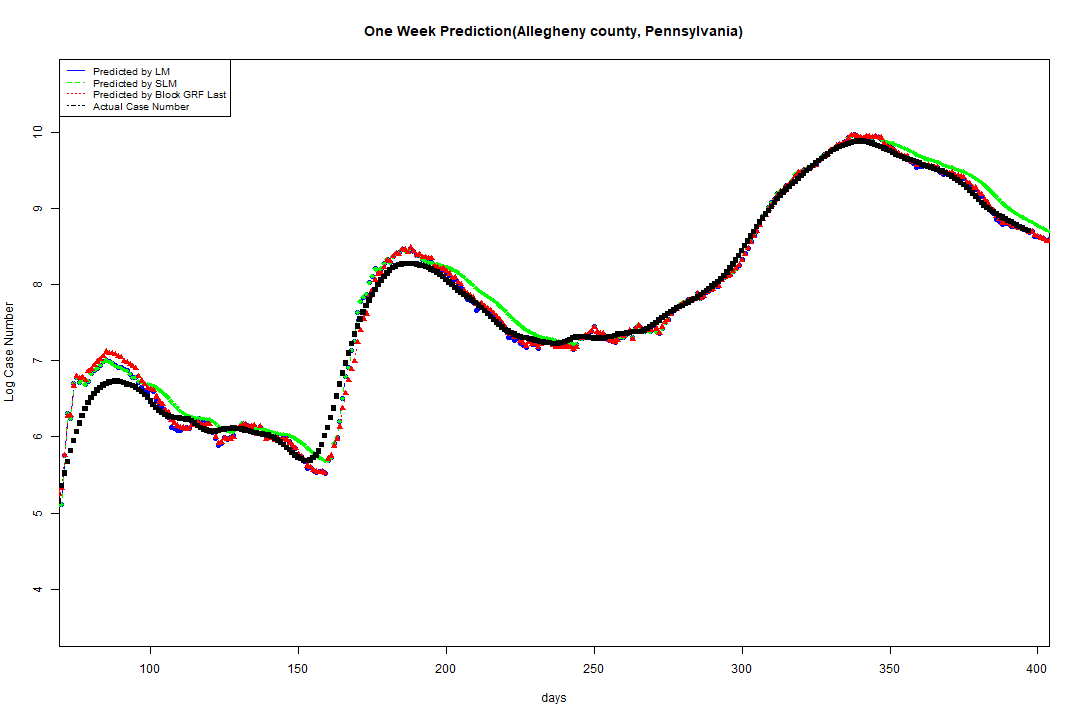 One Week Prediction(Allegheny county, Pennsylvania)
Predicted by LM
Predicted by SLM
Predicted by Block GRF Last
Actual Case Number
Log Case Number
10
9
8
7
6
5
4
100 150 200 250 300 350 400
days